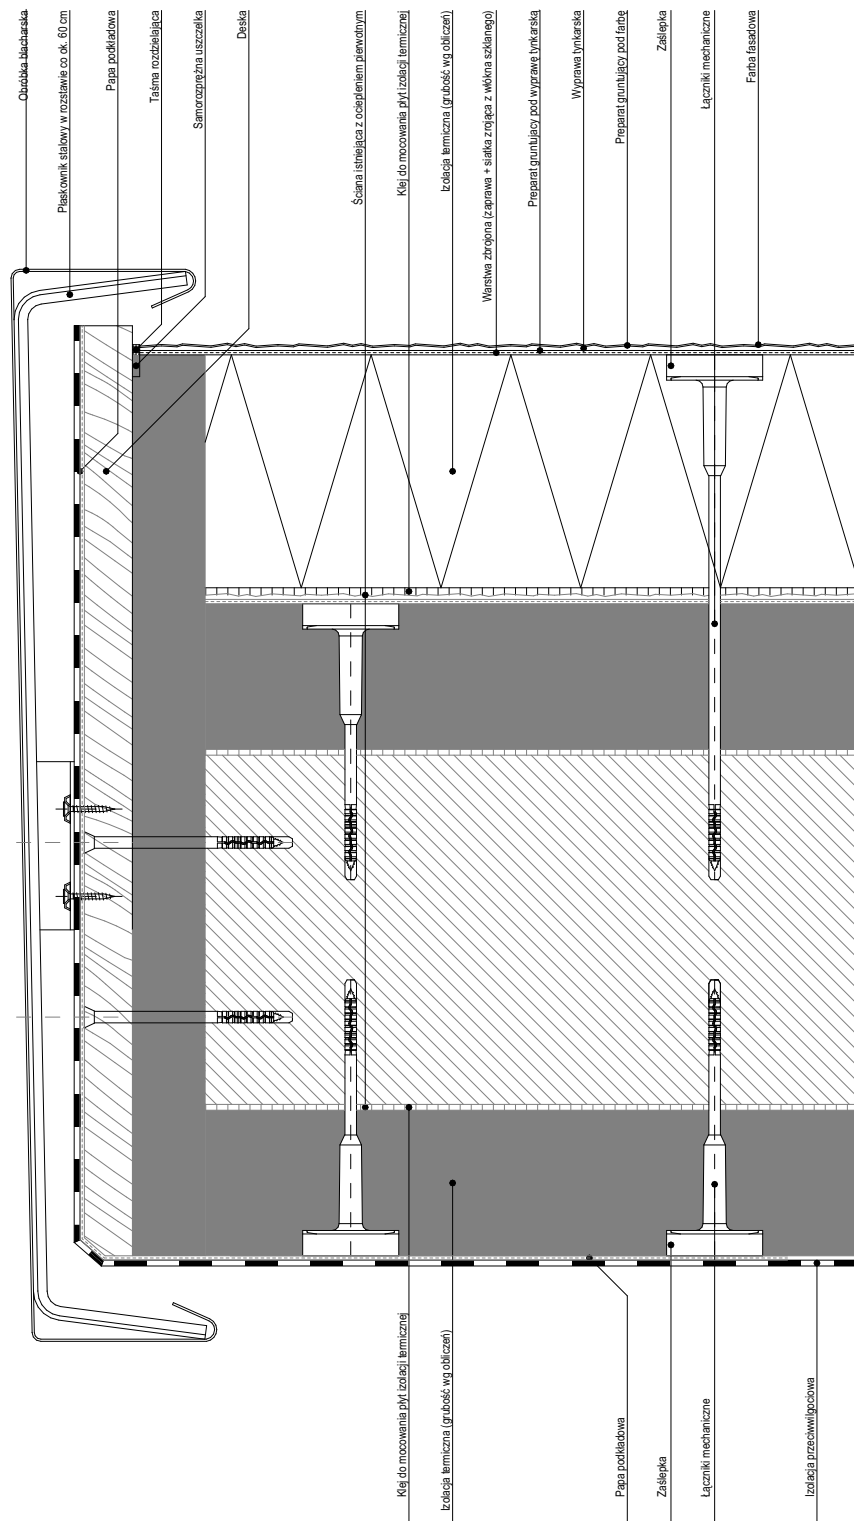 Obróbka blacharska
Płaskownik stalowy w rozstawie co ok. 60 cm
Papa podkładowa
Taśma rozdzielająca
Samorozprężna uszczelka
Deska
Ściana istniejąca z ociepleniem pierwotnym
Klej do mocowania płyt izolacji termicznej
Izolacja termiczna (grubość wg obliczeń)
Warstwa zbrojona (zaprawa + siatka zrojąca z włókna szklanego)
Preparat gruntujacy pod wyprawę tynkarską
Wyprawa tynkarska
Preparat gruntujący pod farbę
Zaślepka
Łączniki mechaniczne
Farba fasadowa
Klej do mocowania płyt izolacji termicznej
Izolacja termiczna (grubość wg obliczeń)
Papa podkładowa
Zaślepka
Łączniki mechaniczne
Izolacja przeciwwilgociowa